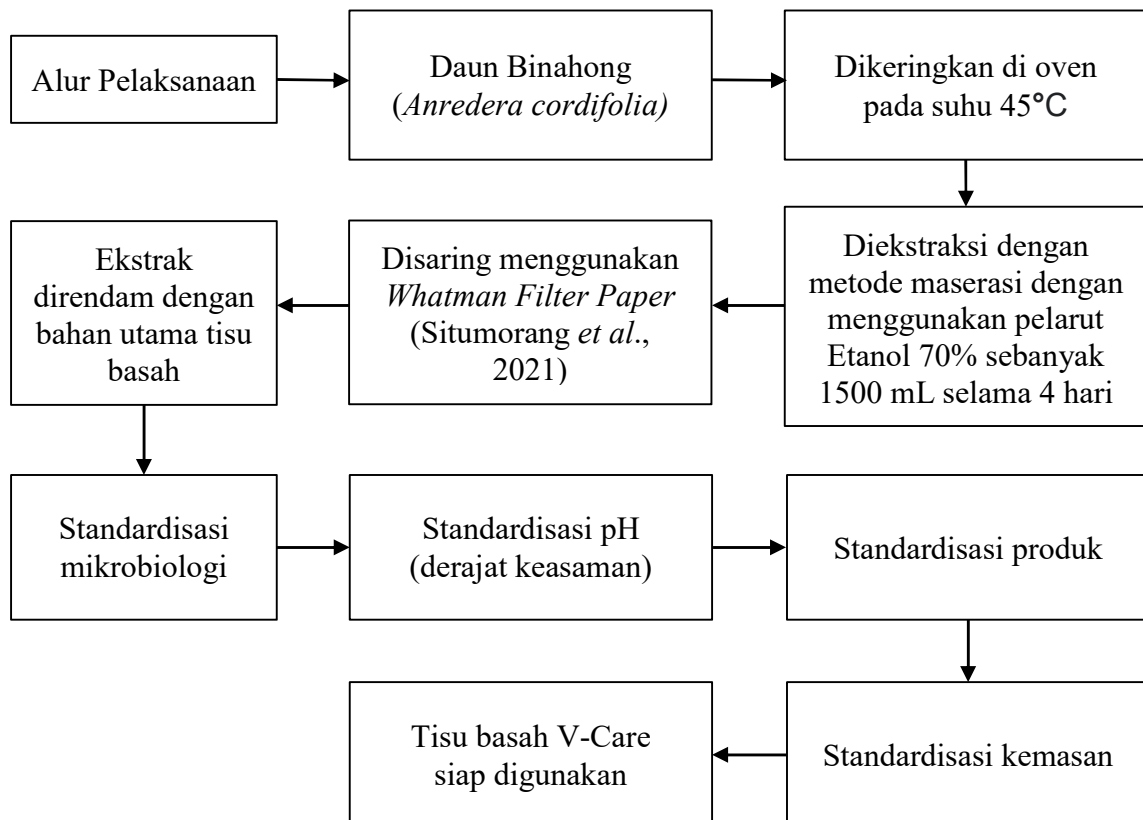 Alur Pelaksanaan
Daun Binahong
(Anredera cordifolia)
Dikeringkan di oven
pada suhu 45°C
Diekstraksi dengan
metode maserasi dengan
menggunakan pelarut
Etanol 70% sebanyak
1500 mL selama 4 hari
Disaring menggunakan
Whatman Filter Paper
(Situmorang et al.,
2021)
Ekstrak
direndam dengan
bahan utama tisu
basah
Standardisasi
mikrobiologi
Standardisasi pH
(derajat keasaman)
Standardisasi produk
Standardisasi kemasan
Tisu basah V-Care
siap digunakan